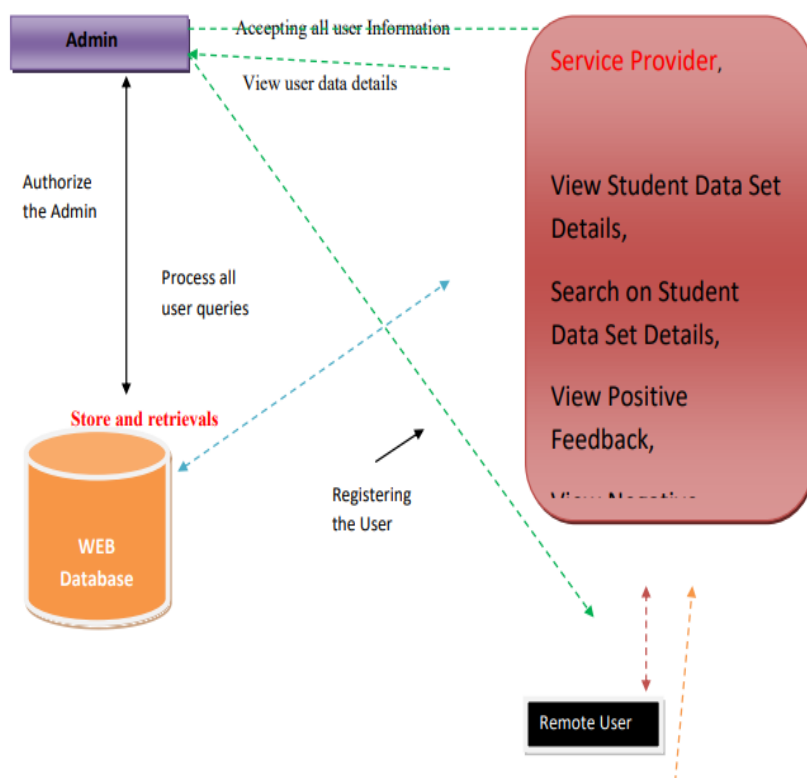 Admin
Accepting all user Information
View user data details
Service Provider,
View Student Data Set
Details,
Search on Student
Data Set Details,
View Positive
Feedback,
View Negative
Authorize
the Admin
Process all
user queries
Store and retrievals
WEB
Database
Registering
the User
Remote User